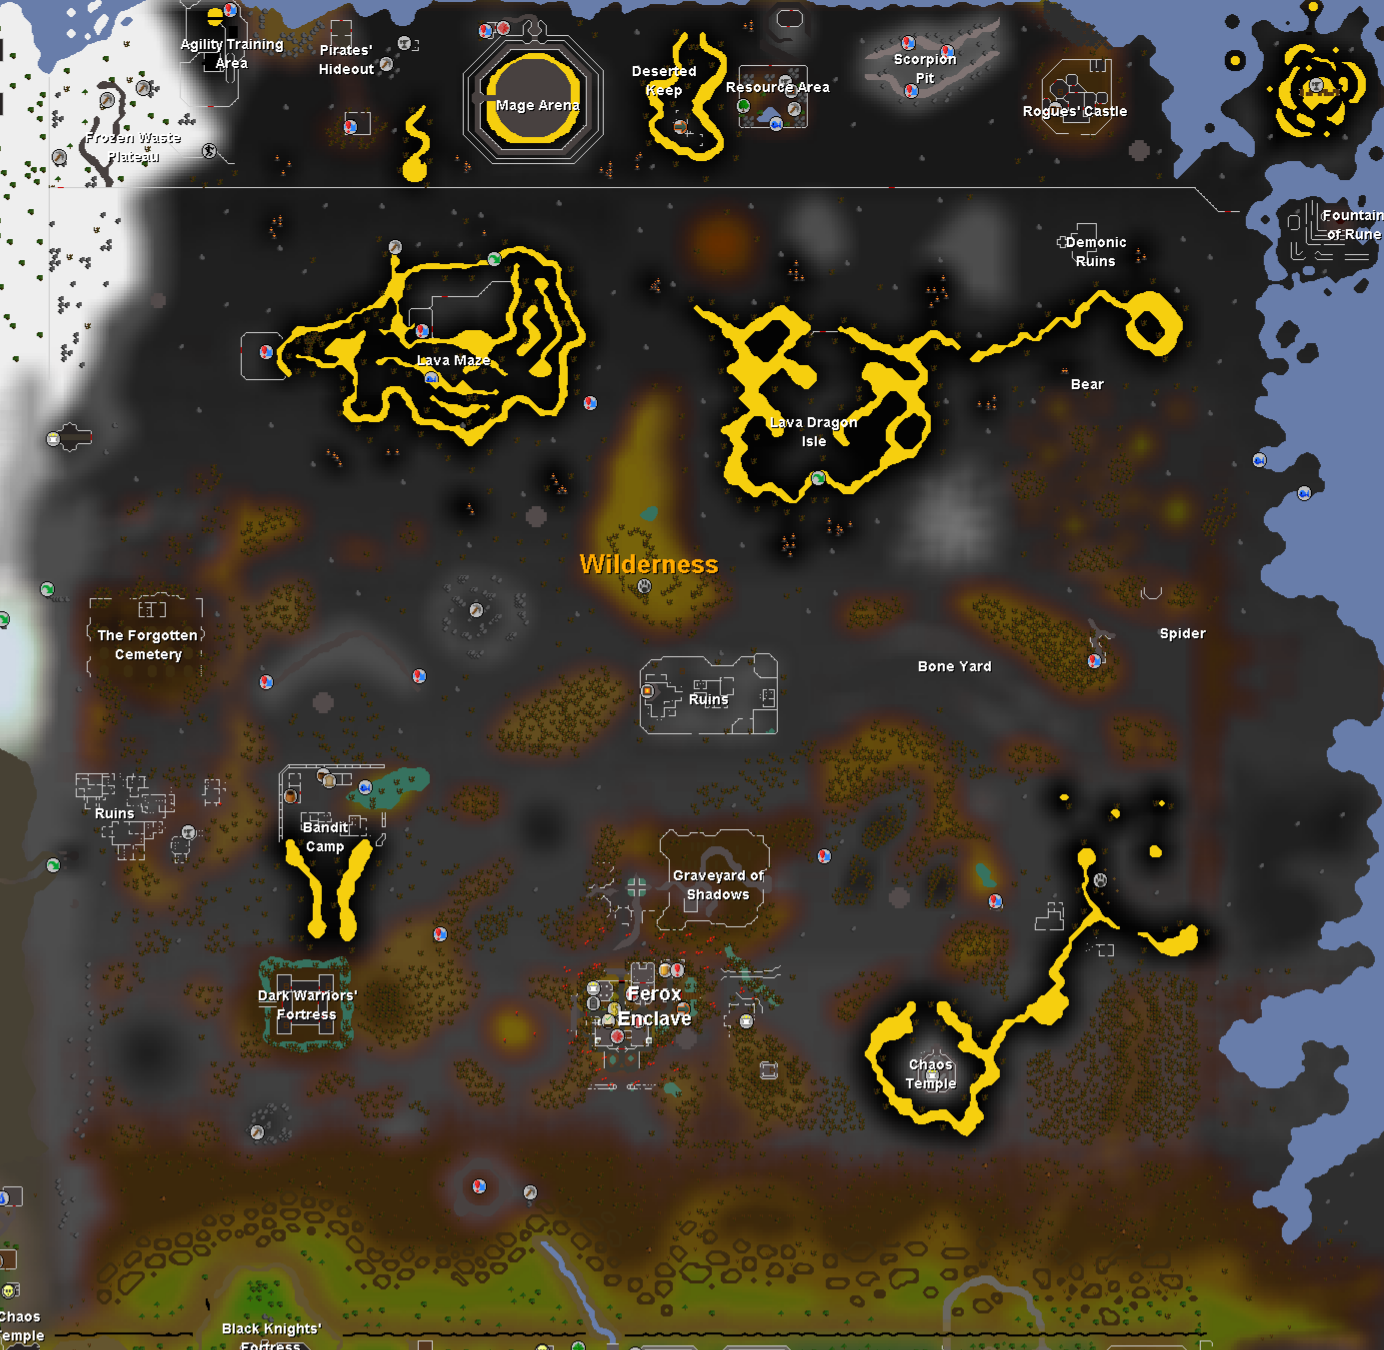 Agility Training
Area
Pirates'
Hideout
Mage Arena
Deserted
Keep
Resource Area
Scorpion
Pit
Rogues' Castle
Frozen Waste
Plateau
Fountain
of Rune
Demonic
Ruins
Lava Maze
Bear
Lava Dragon
Isle
Wilderness
The Forgotten
Cemetery
Spider
Bone Yard
Ruins
Ruins
Bandit
Camp
Graveyard of
Shadows
Dark Warriors'
Fortress
Ferox
Enclave
Chaos
Temple
Chaos
Temple
Black Knights'
Fortress